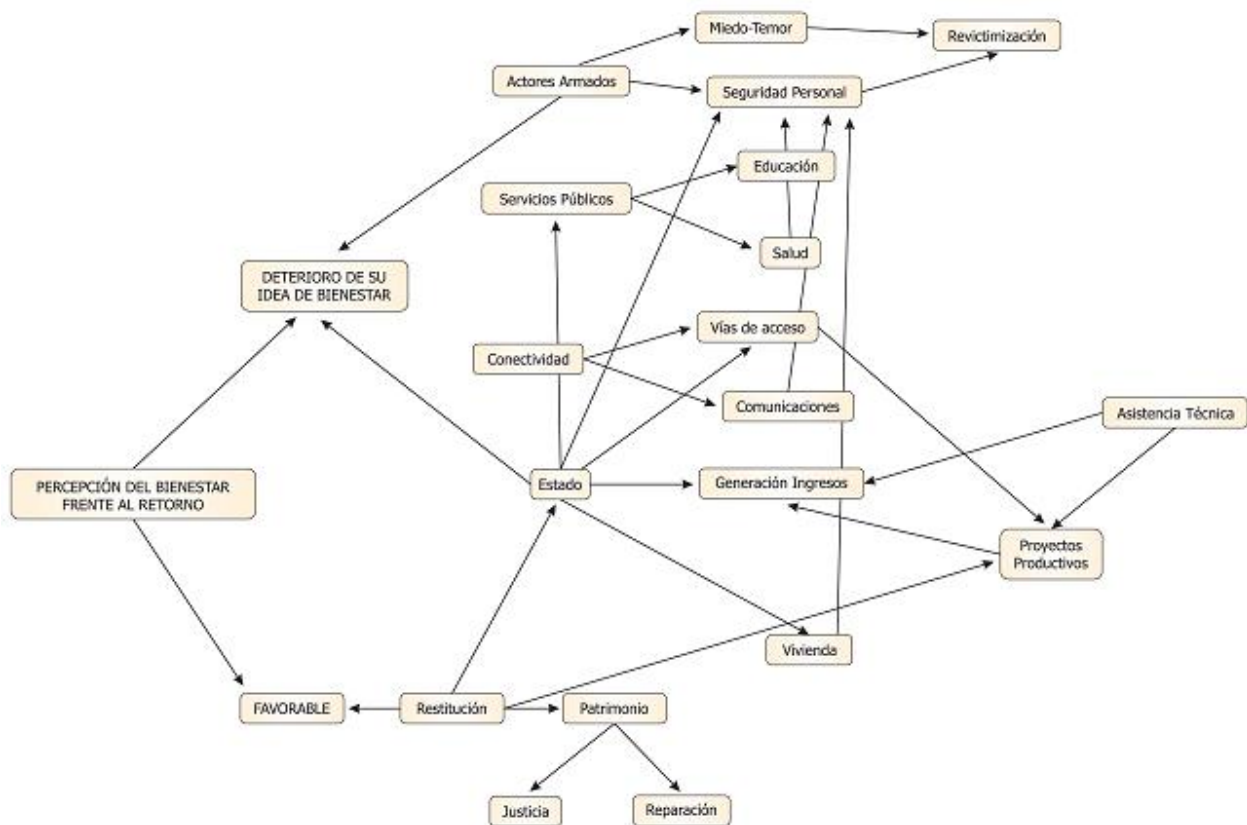 Miedo-Temor
Revictimización
Actores Armados
Seguridad Personal
Educación
Servicios Públicos
Salud
DETERIORO DE SU
IDEA DE BIENESTAR
Vías de acceso
Conectividad
Comunicaciones
Asistencia Técnica
PERCEPCIÓN DEL BIENESTAR
FRENTE AL RETORNO
Estado
Generación Ingresos
Proyectos
Productivos
Vivienda
FAVORABLE
Restitución
Patrimonio
Justicia
Reparación